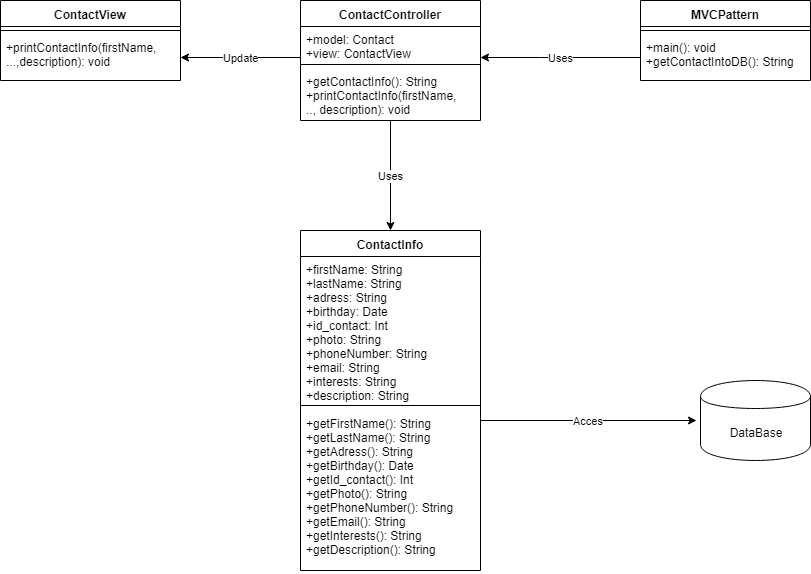 ContactView
+printContactInfo(firstName,
...,description): void
Update
ContactController
+model: Contact
+view: ContactView
+getContactInfo(): String
+printContactInfo(firstName,
.., description): void
Uses
MVCPattern
+main(): void
+getContactIntoDB(): String
Uses
ContactInfo
+firstName: String
+lastName: String
+adress: String
+birthday: Date
+id_contact: Int
+photo: String
+phoneNumber: String
+email: String
+interests: String
+description: String
+getFirstName(): String
+getLastName(): String
+getAdress(): String
+getBirthday(): Date
+getId_contact(): Int
+getPhoto(): String
+getPhoneNumber(): String
+getEmail(): String
+getInterests(): String
+getDescription(): String
Acces
DataBase